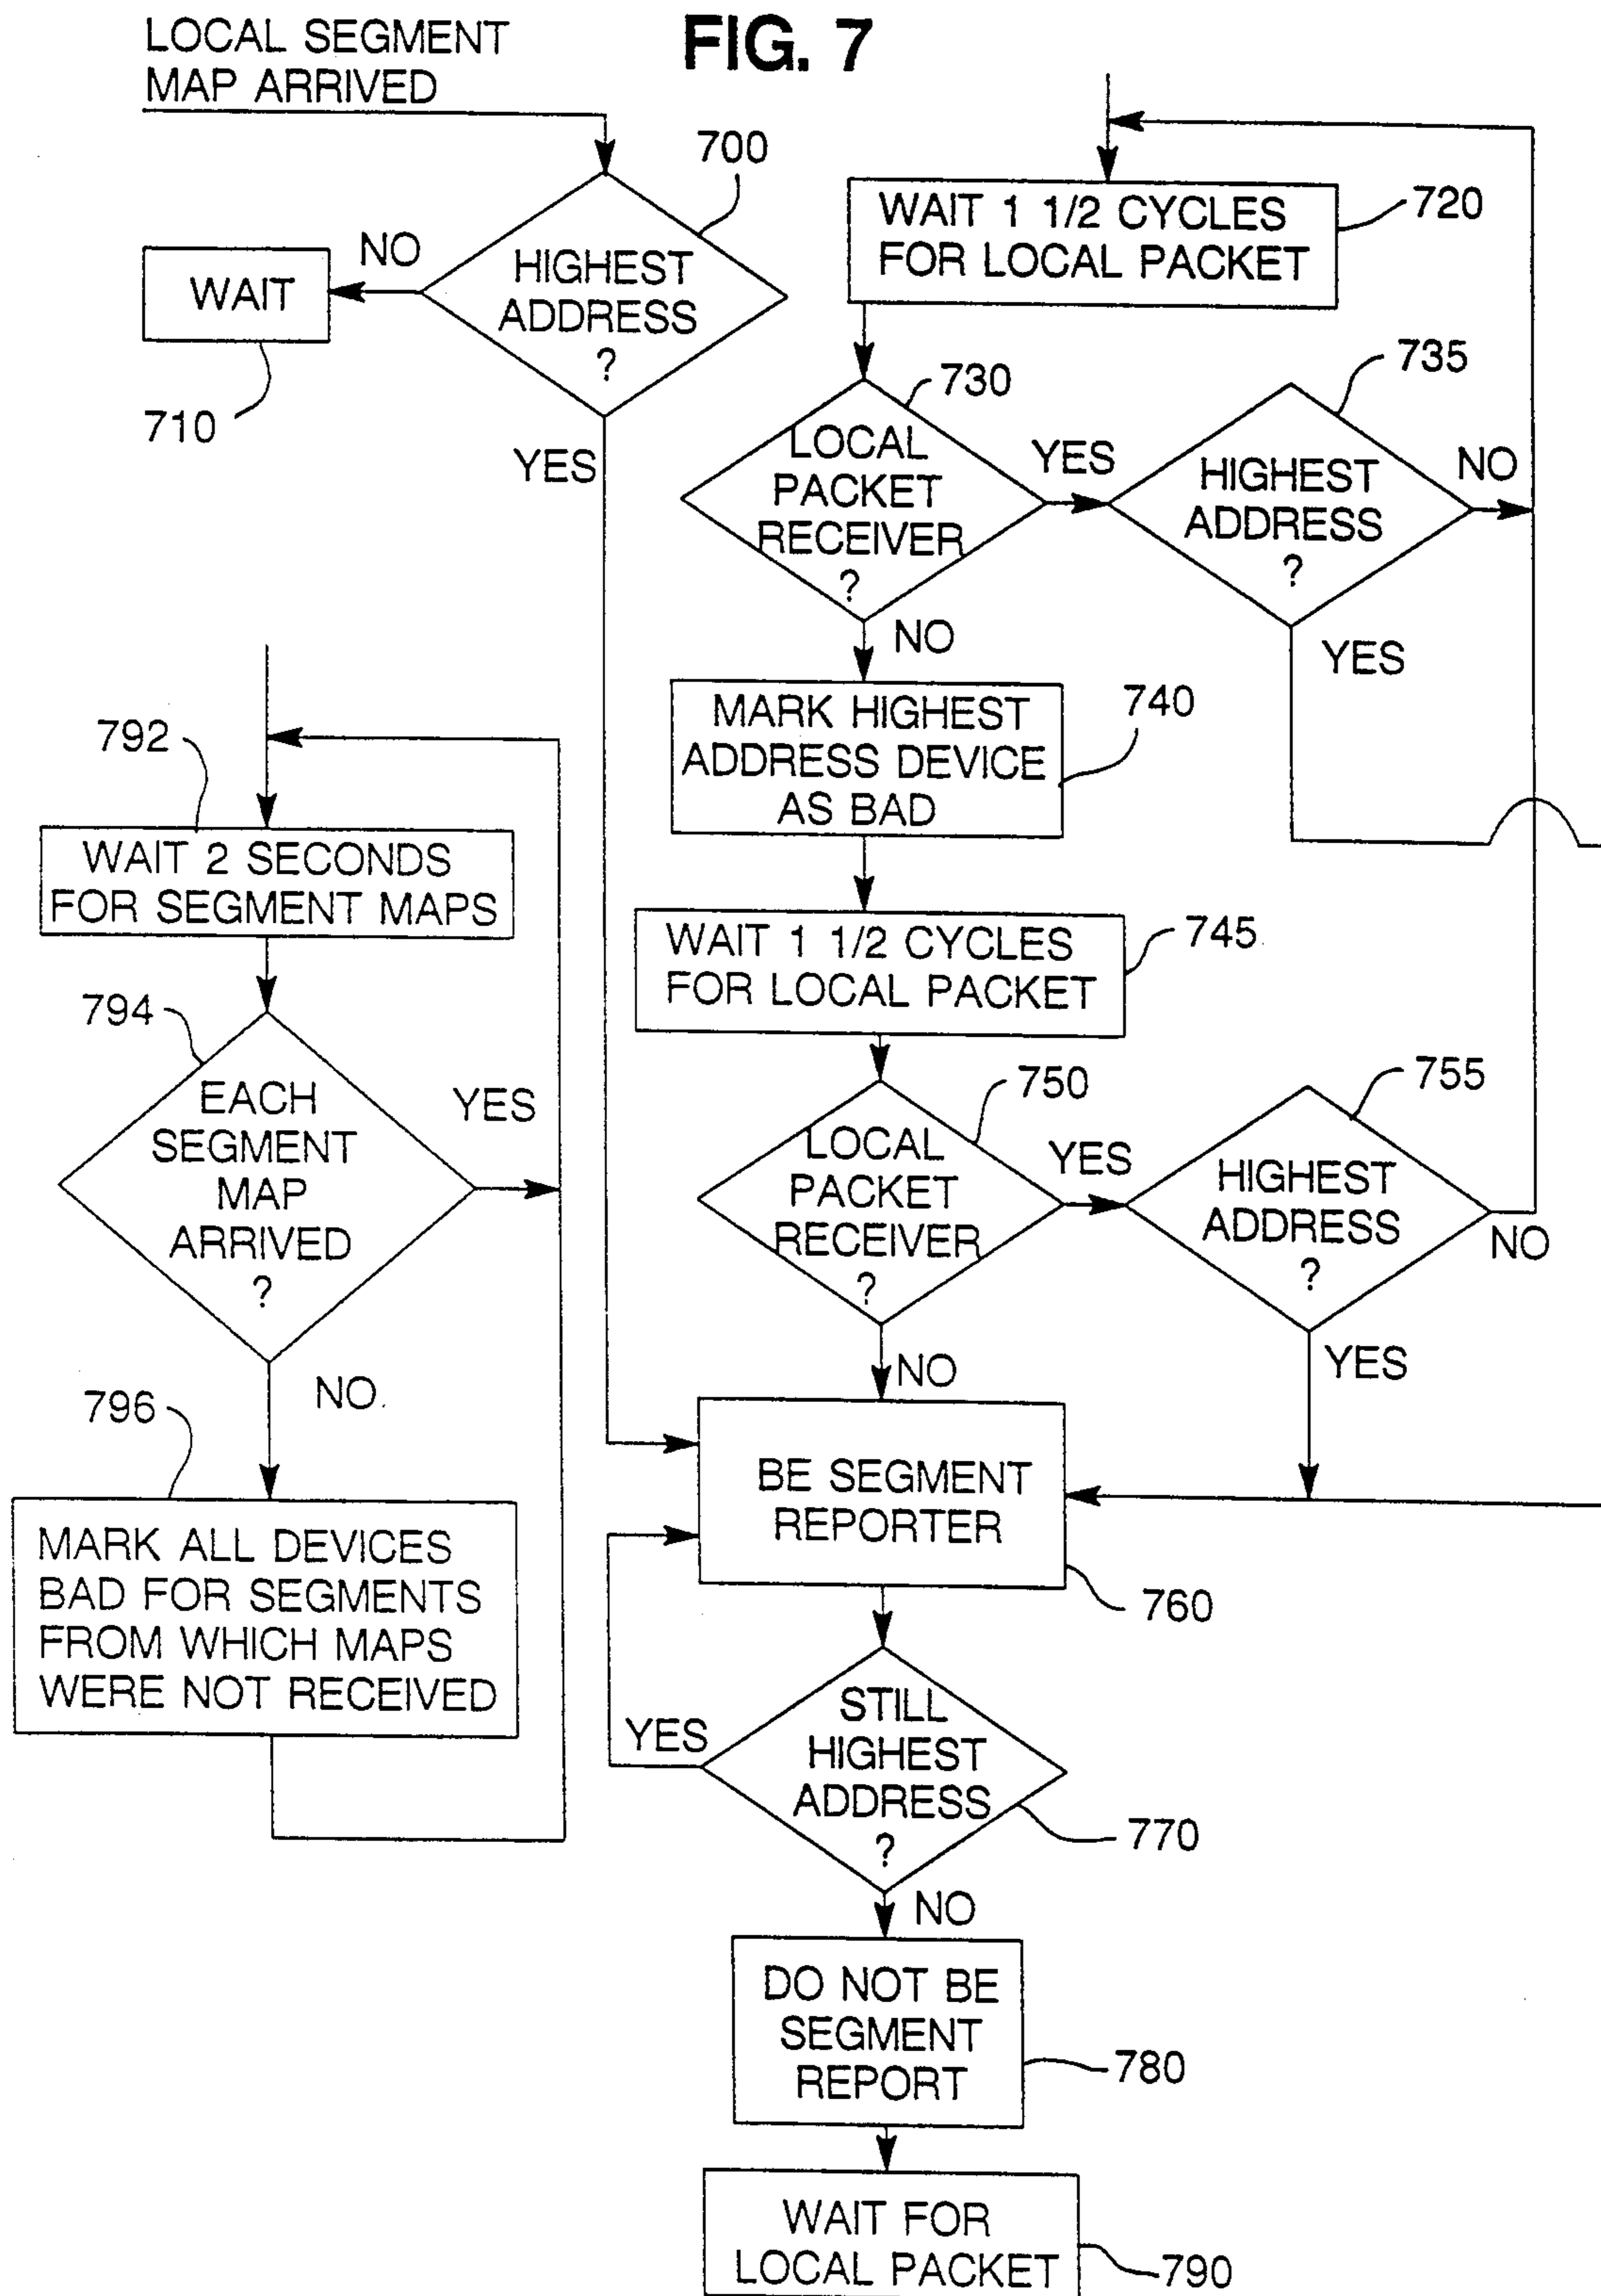 FIG. 7
LOCAL SEGMENT
MAP ARRIVED
700
HIGHEST
ADDRESS
?
NO
WAIT
710
YES
WAIT 1 1/2 CYCLES
FOR LOCAL PACKET
720
730
LOCAL
PACKET
RECEIVER
?
YES
735
HIGHEST
ADDRESS
?
NO
YES
NO
MARK HIGHEST
ADDRESS DEVICE
AS BAD
740
WAIT 1 1/2 CYCLES
FOR LOCAL PACKET
745
750
LOCAL
PACKET
RECEIVER
?
YES
755
HIGHEST
ADDRESS
?
NO
YES
NO
BE SEGMENT
REPORTER
760
STILL
HIGHEST
ADDRESS
?
YES
770
NO
DO NOT BE
SEGMENT
REPORT
780
WAIT FOR
LOCAL PACKET
790
792
WAIT 2 SECONDS
FOR SEGMENT MAPS
794
EACH
SEGMENT
MAP
ARRIVED
?
YES
NO
796
MARK ALL DEVICES
BAD FOR SEGMENTS
FROM WHICH MAPS
WERE NOT RECEIVED